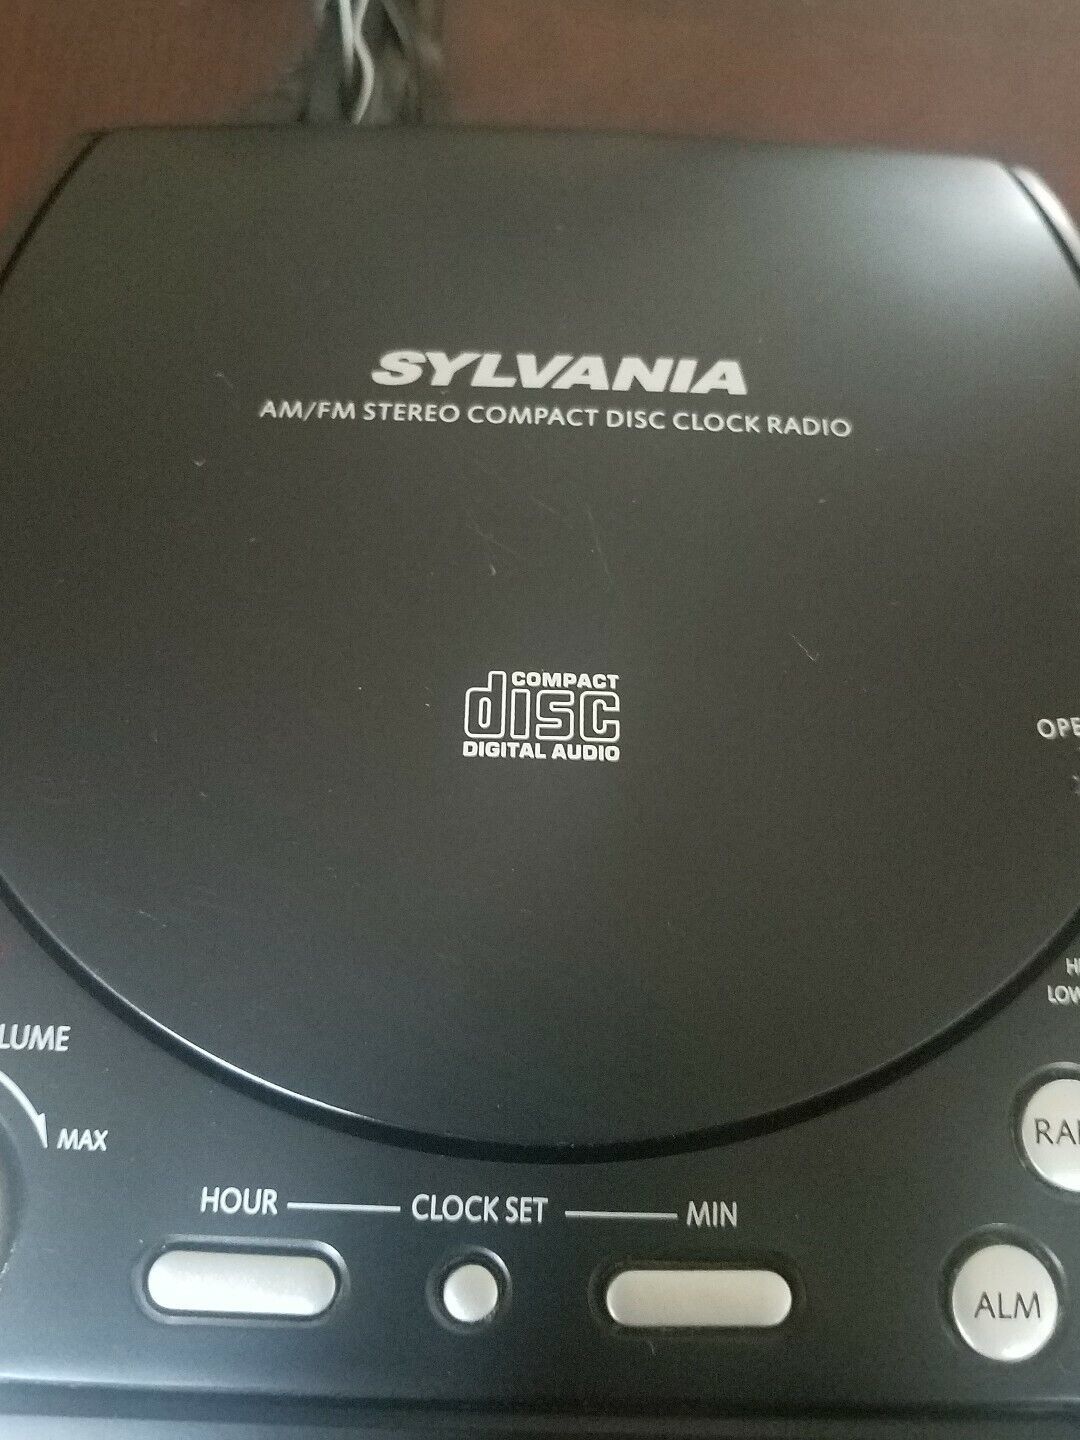 SYLVANIA
AM/FM STEREO COMPACT DISC CLOCK RADIO
COMPACT
disc
DIGITAL AUDIO
MAX
HOUR CLOCK SET MIN
ALM